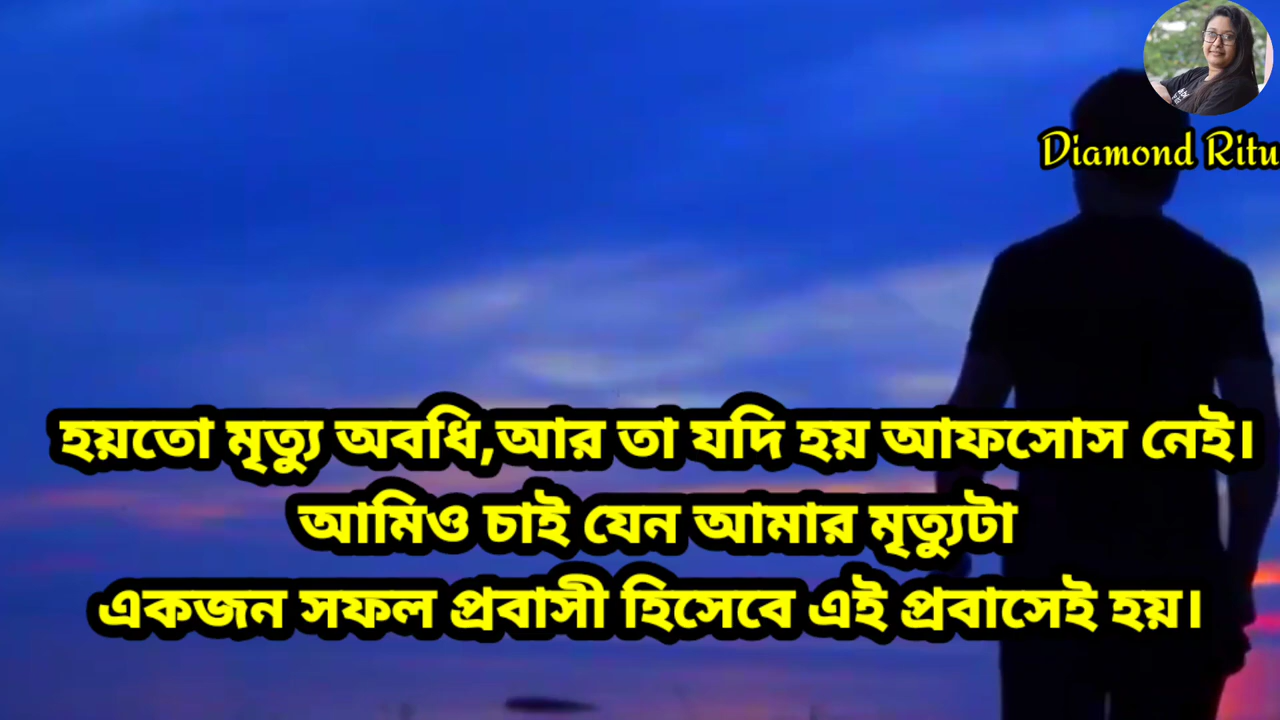 Diamond Ritu
হয়তো মৃত্যু অবধি,আর তা যদি হয় আফসোস নেই।
আমিও চাই যেন আমার মৃত্যুটা
একজন সফল প্রবাসী হিসেবে এই প্রবাসেই হয়।